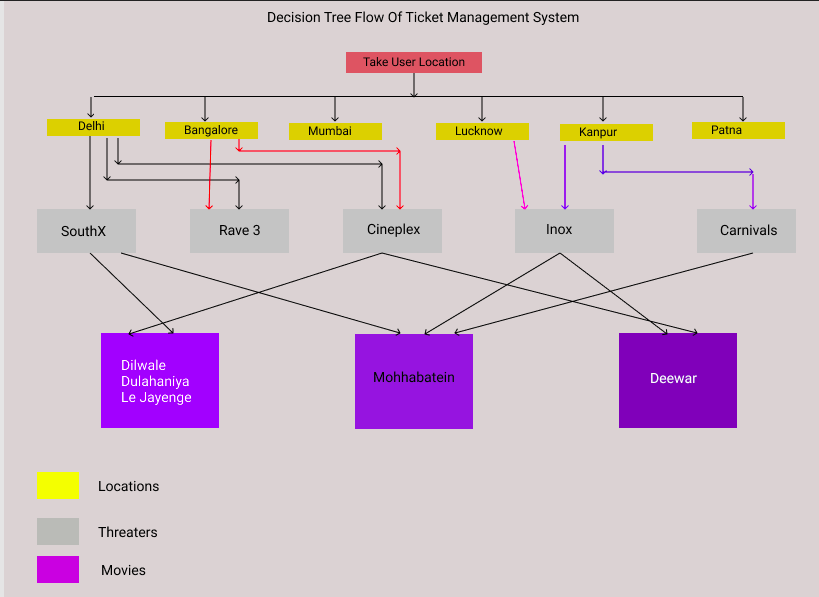 Decision Tree Flow Of Ticket Management System
Take User Location
Delhi
Bangalore
Mumbai
Lucknow
Kanpur
Patna
SouthX
Rave 3
Cineplex
Inox
Carnivals
Dilwale
Dulahaniya
Le Jayenge
Mohhabatein
Deewar
Locations
Threaters
Movies